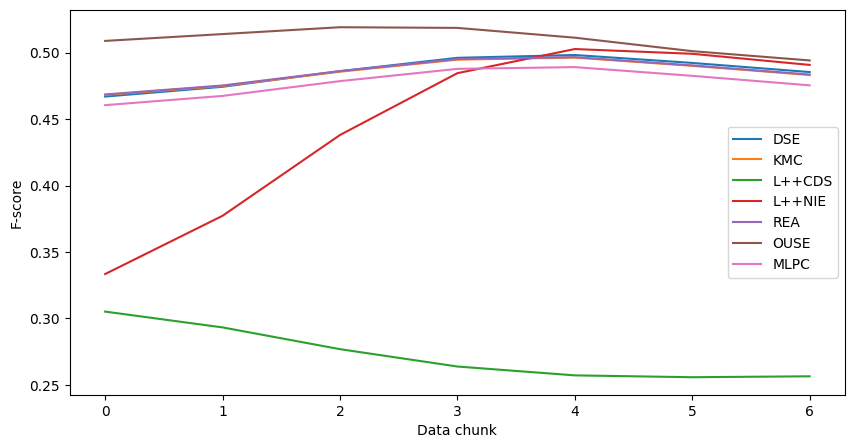 F-score
0.50
0.45
0.40
0.35
0.30
0.25
DSE
KMC
L++CDS
L++NIE
REA
OUSE
MLPC
0 1 2 3 4 5 6
Data chunk